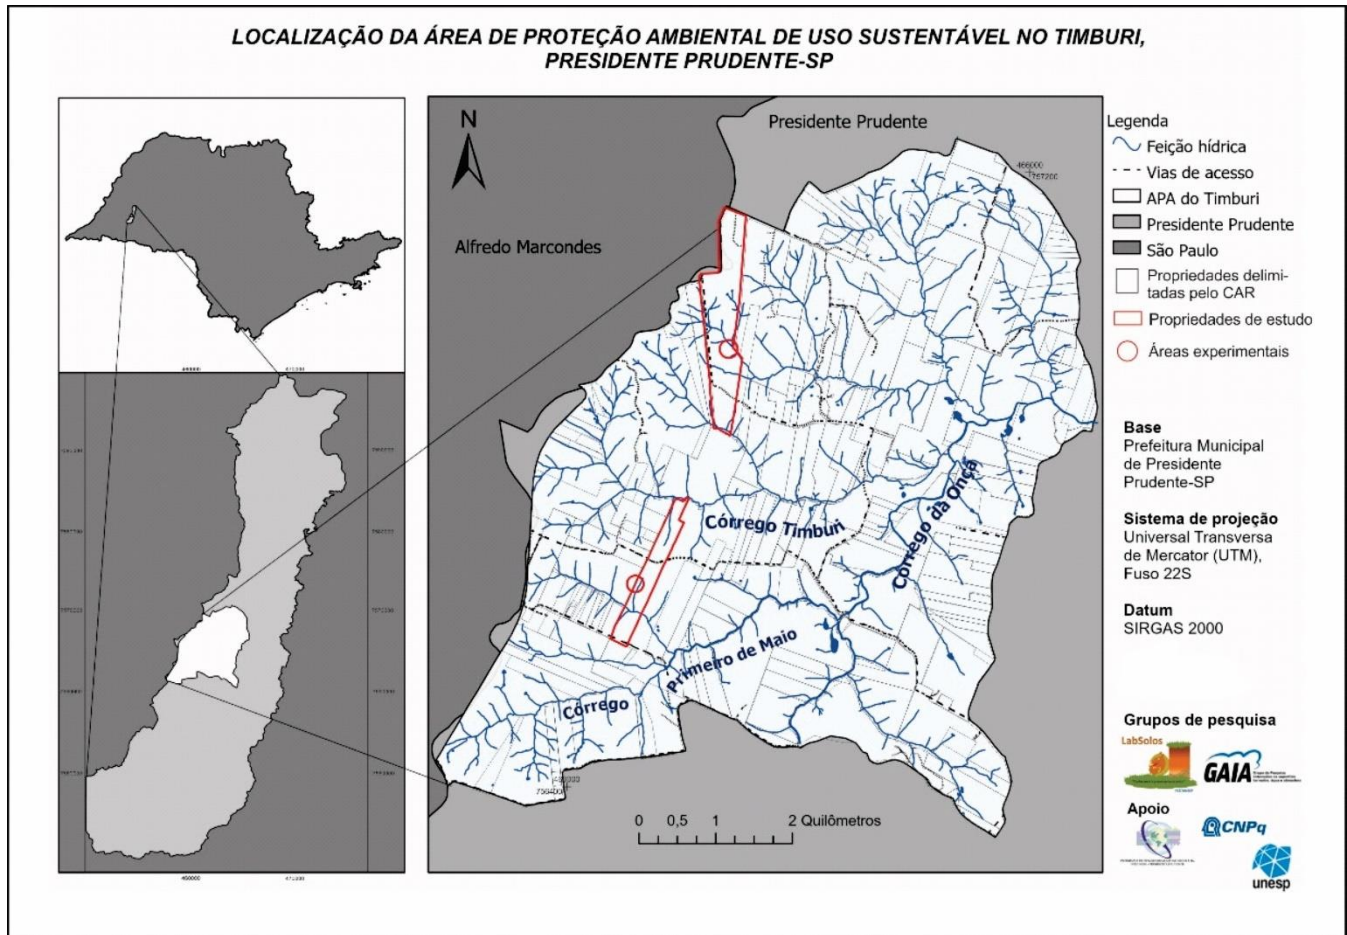 LOCALIZAÇÃO DA ÁREA DE PROTEÇÃO AMBIENTAL DE USO SUSTENTÁVEL NO TIMBURI,
PRESIDENTE PRUDENTE-SP
N
Presidente Prudente
Alfredo Marcondes
Córrego Timburi
Córrego da Onça
Primeiro de Maio
Córrego
0 0,5 1 2 Quilômetros
Legenda
Feição hídrica
Vias de acesso
APA do Timburi
Presidente Prudente
São Paulo
Propriedades delimi-
tadas pelo CAR
Propriedades de estudo
Áreas experimentais
Base
Prefeitura Municipal
de Presidente
Prudente-SP
Sistema de projeção
Universal Transversa
de Mercator (UTM),
Fuso 22S
Datum
SIRGAS 2000
Grupos de pesquisa
LabSolos
GAIA
Apoio
CNPq
unesp